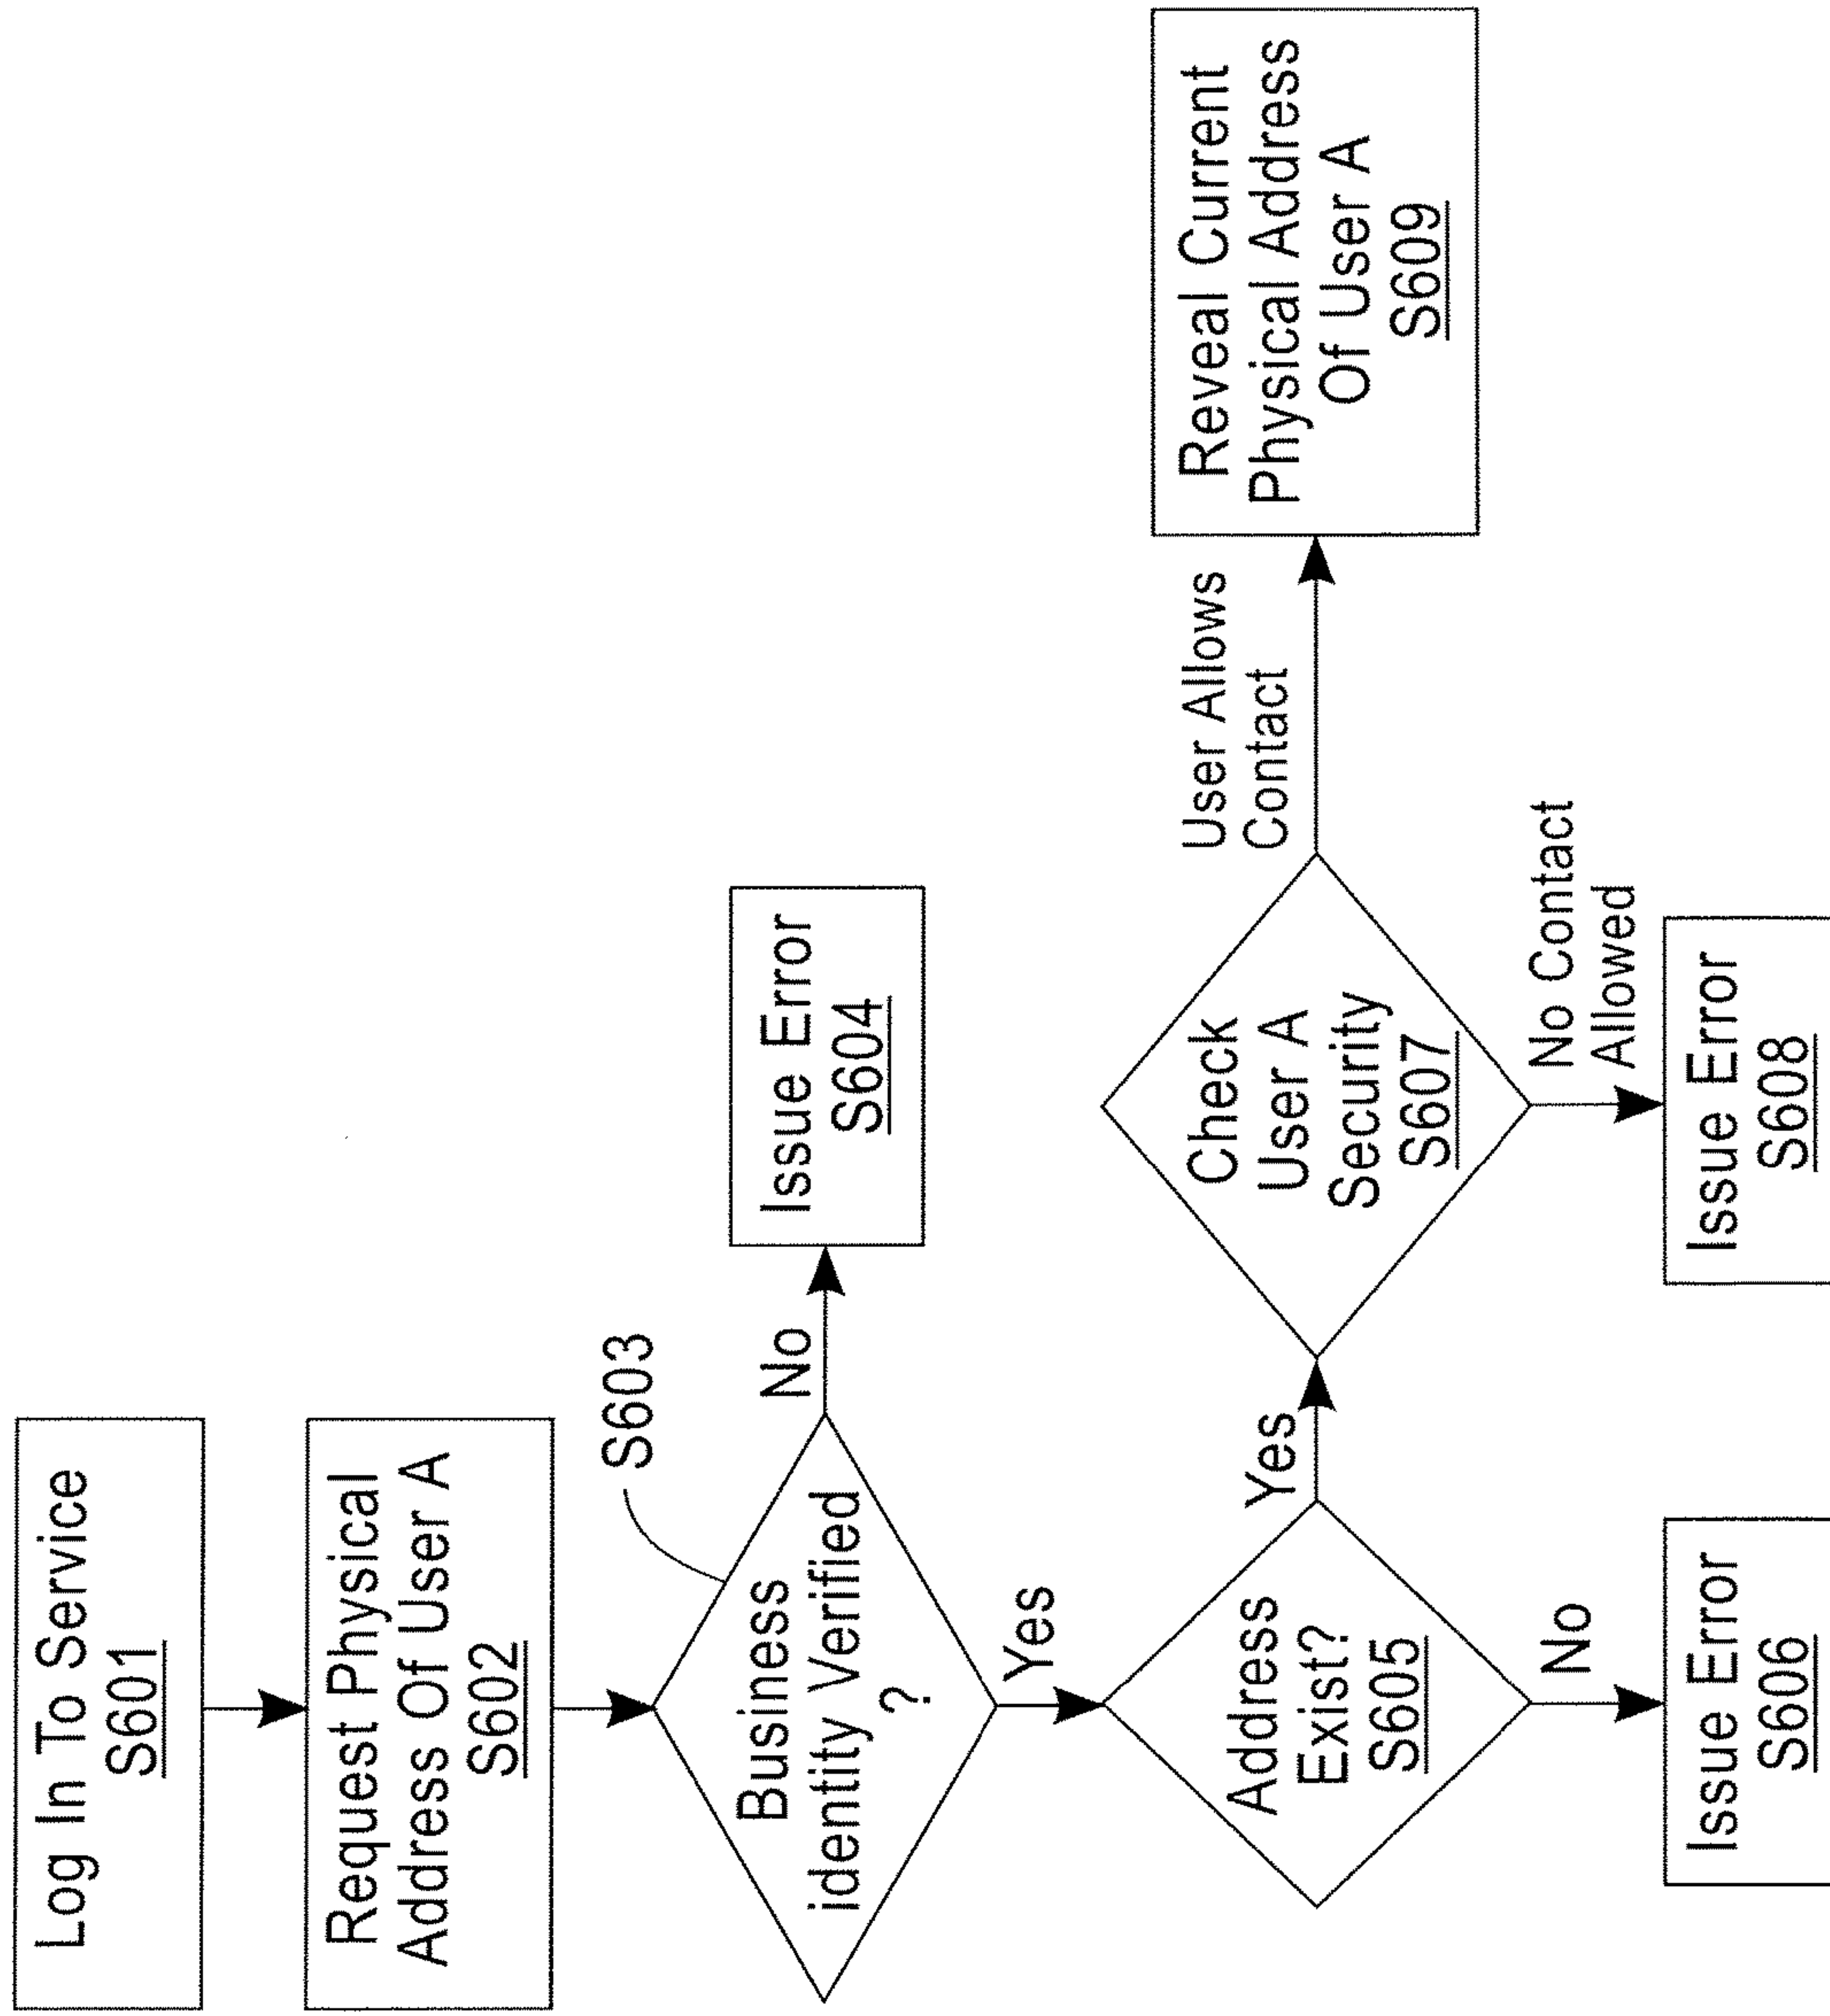 Log In To Service
S601
Request Physical
Address Of User A
S602
S603
Business
identity Verified
?
No
Issue Error
S604
Yes
Address
Exist?
S605
No
Issue Error
S606
Yes
Check
User A
Security
S607
No Contact
Allowed
Issue Error
S608
User Allows
Contact
Reveal Current
Physical Address
Of User A
S609